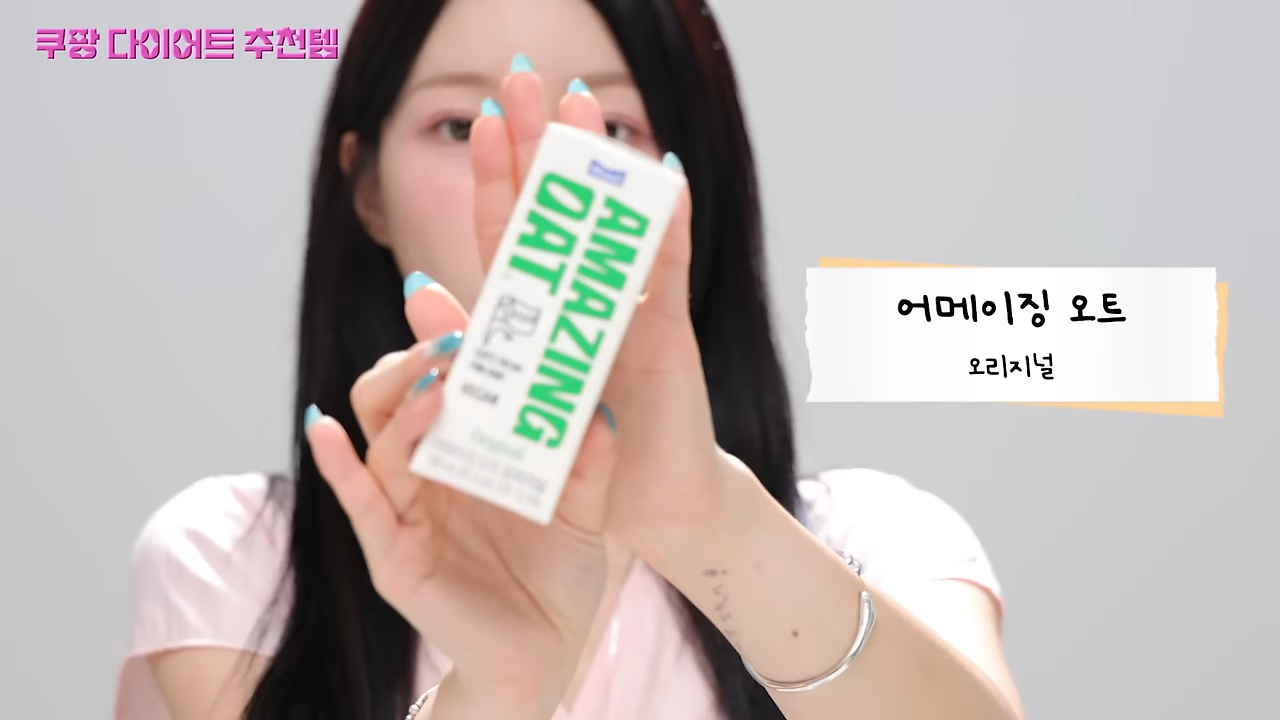 쿠팡 다이어트 추천템
AMAZING
OAT
VEGAN
Original
어메이징 오트
오리지널